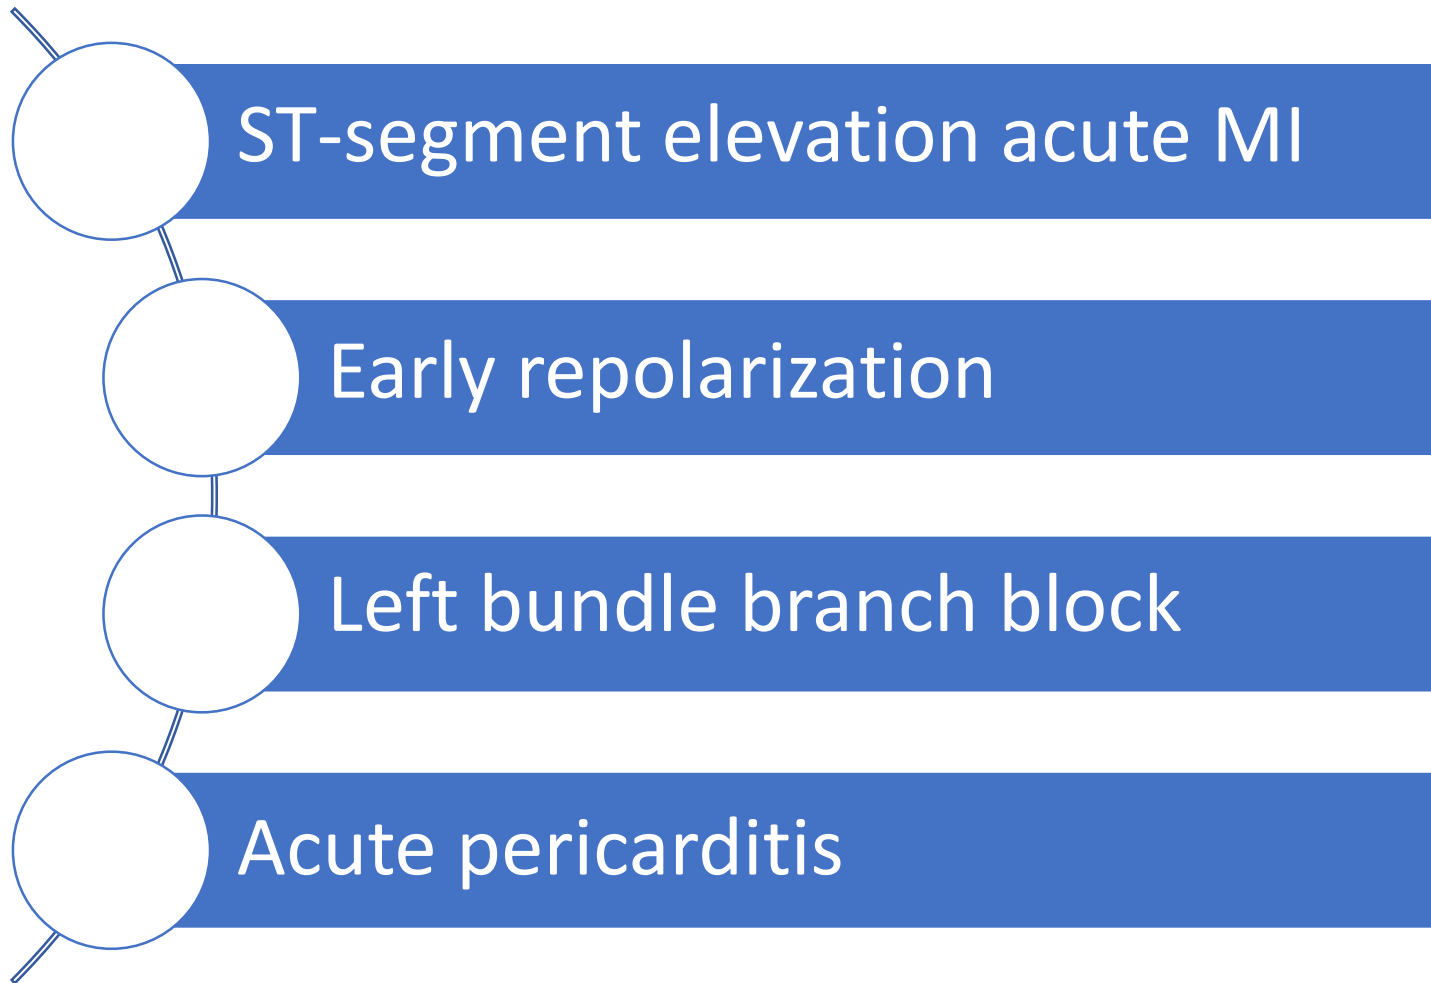 ST-segment elevation acute MI
Early repolarization
Left bundle branch block
Acute pericarditis